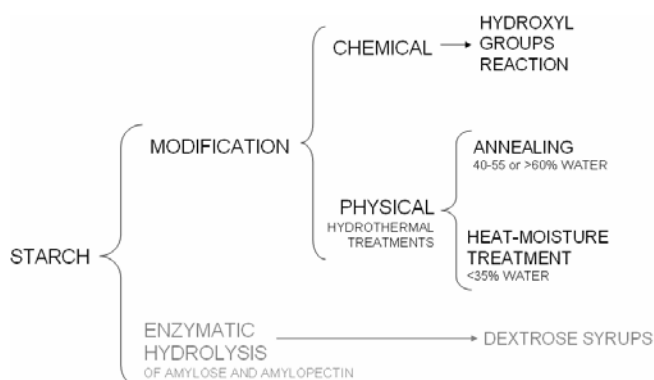 STARCH
MODIFICATION
CHEMICAL
HYDROXYL
GROUPS
REACTION
PHYSICAL
HYDROTHERMAL
TREATMENTS
ANNEALING
40-55 or >60% WATER
HEAT-MOISTURE
TREATMENT
<35% WATER
ENZYMATIC
HYDROLYSIS
OF AMYLOSE AND AMYLOPECTIN
DEXTROSE SYRUPS